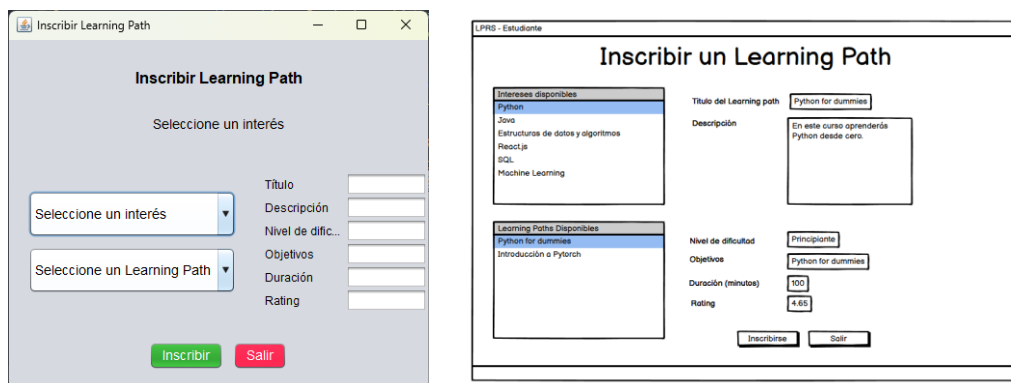 Inscribir Learning Path
Inscribir Learning Path
Seleccione un interés
Título
Descripción
Nivel de dific...
Objetivos
Duración
Rating
Seleccione un interés
Seleccione un Learning Path
Inscribir
Salir
LPRS - Estudiante
Inscribir un Learning Path
Intereses disponibles
Python
Java
Estructuras de datos y algoritmos
React.js
SQL
Machine Learning
Título del Learning path
Python for dummies
Descripción
En este curso aprenderás
Python desde cero.
Learning Paths Disponibles
Python for dummies
Introducción a Pytorch
Nivel de dificultad
Principiante
Objetivos
Python for dummies
Duración (minutos)
100
Rating
4.65
Inscribirse
Salir